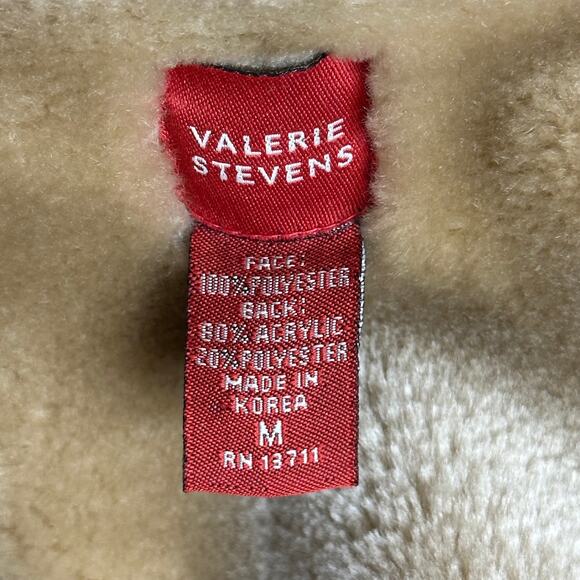 VALERIE
STEVENS
FACE:
100% POLYESTER
BACK:
80% ACRYLIC
20% POLYESTER
MADE IN
KOREA
M
RN 13711